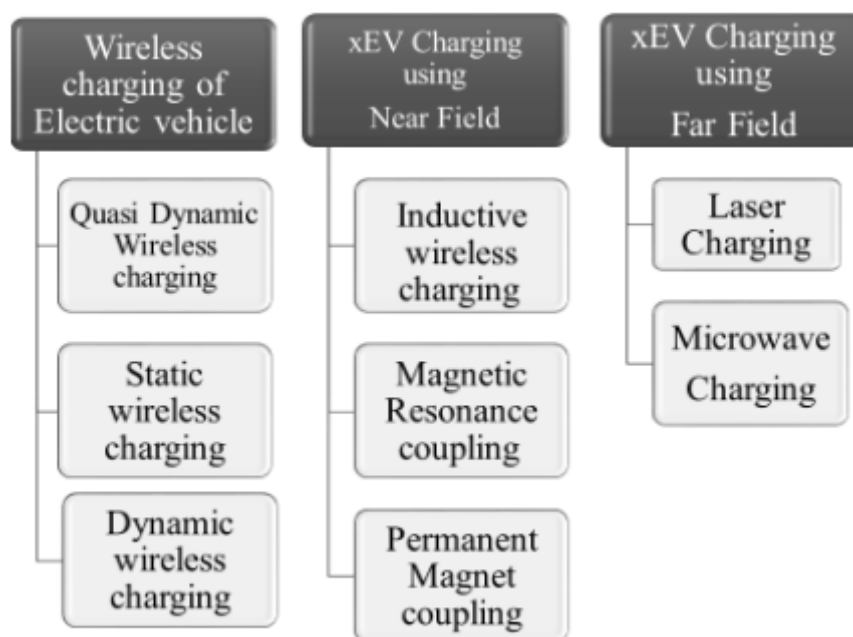 Wireless
charging of
Electric vehicle
Quasi Dynamic
Wireless
charging
Static
wireless
charging
Dynamic
wireless
charging
xEV Charging
using
Near Field
Inductive
wireless
charging
Magnetic
Resonance
coupling
Permanent
Magnet
coupling
xEV Charging
using
Far Field
Laser
Charging
Microwave
Charging